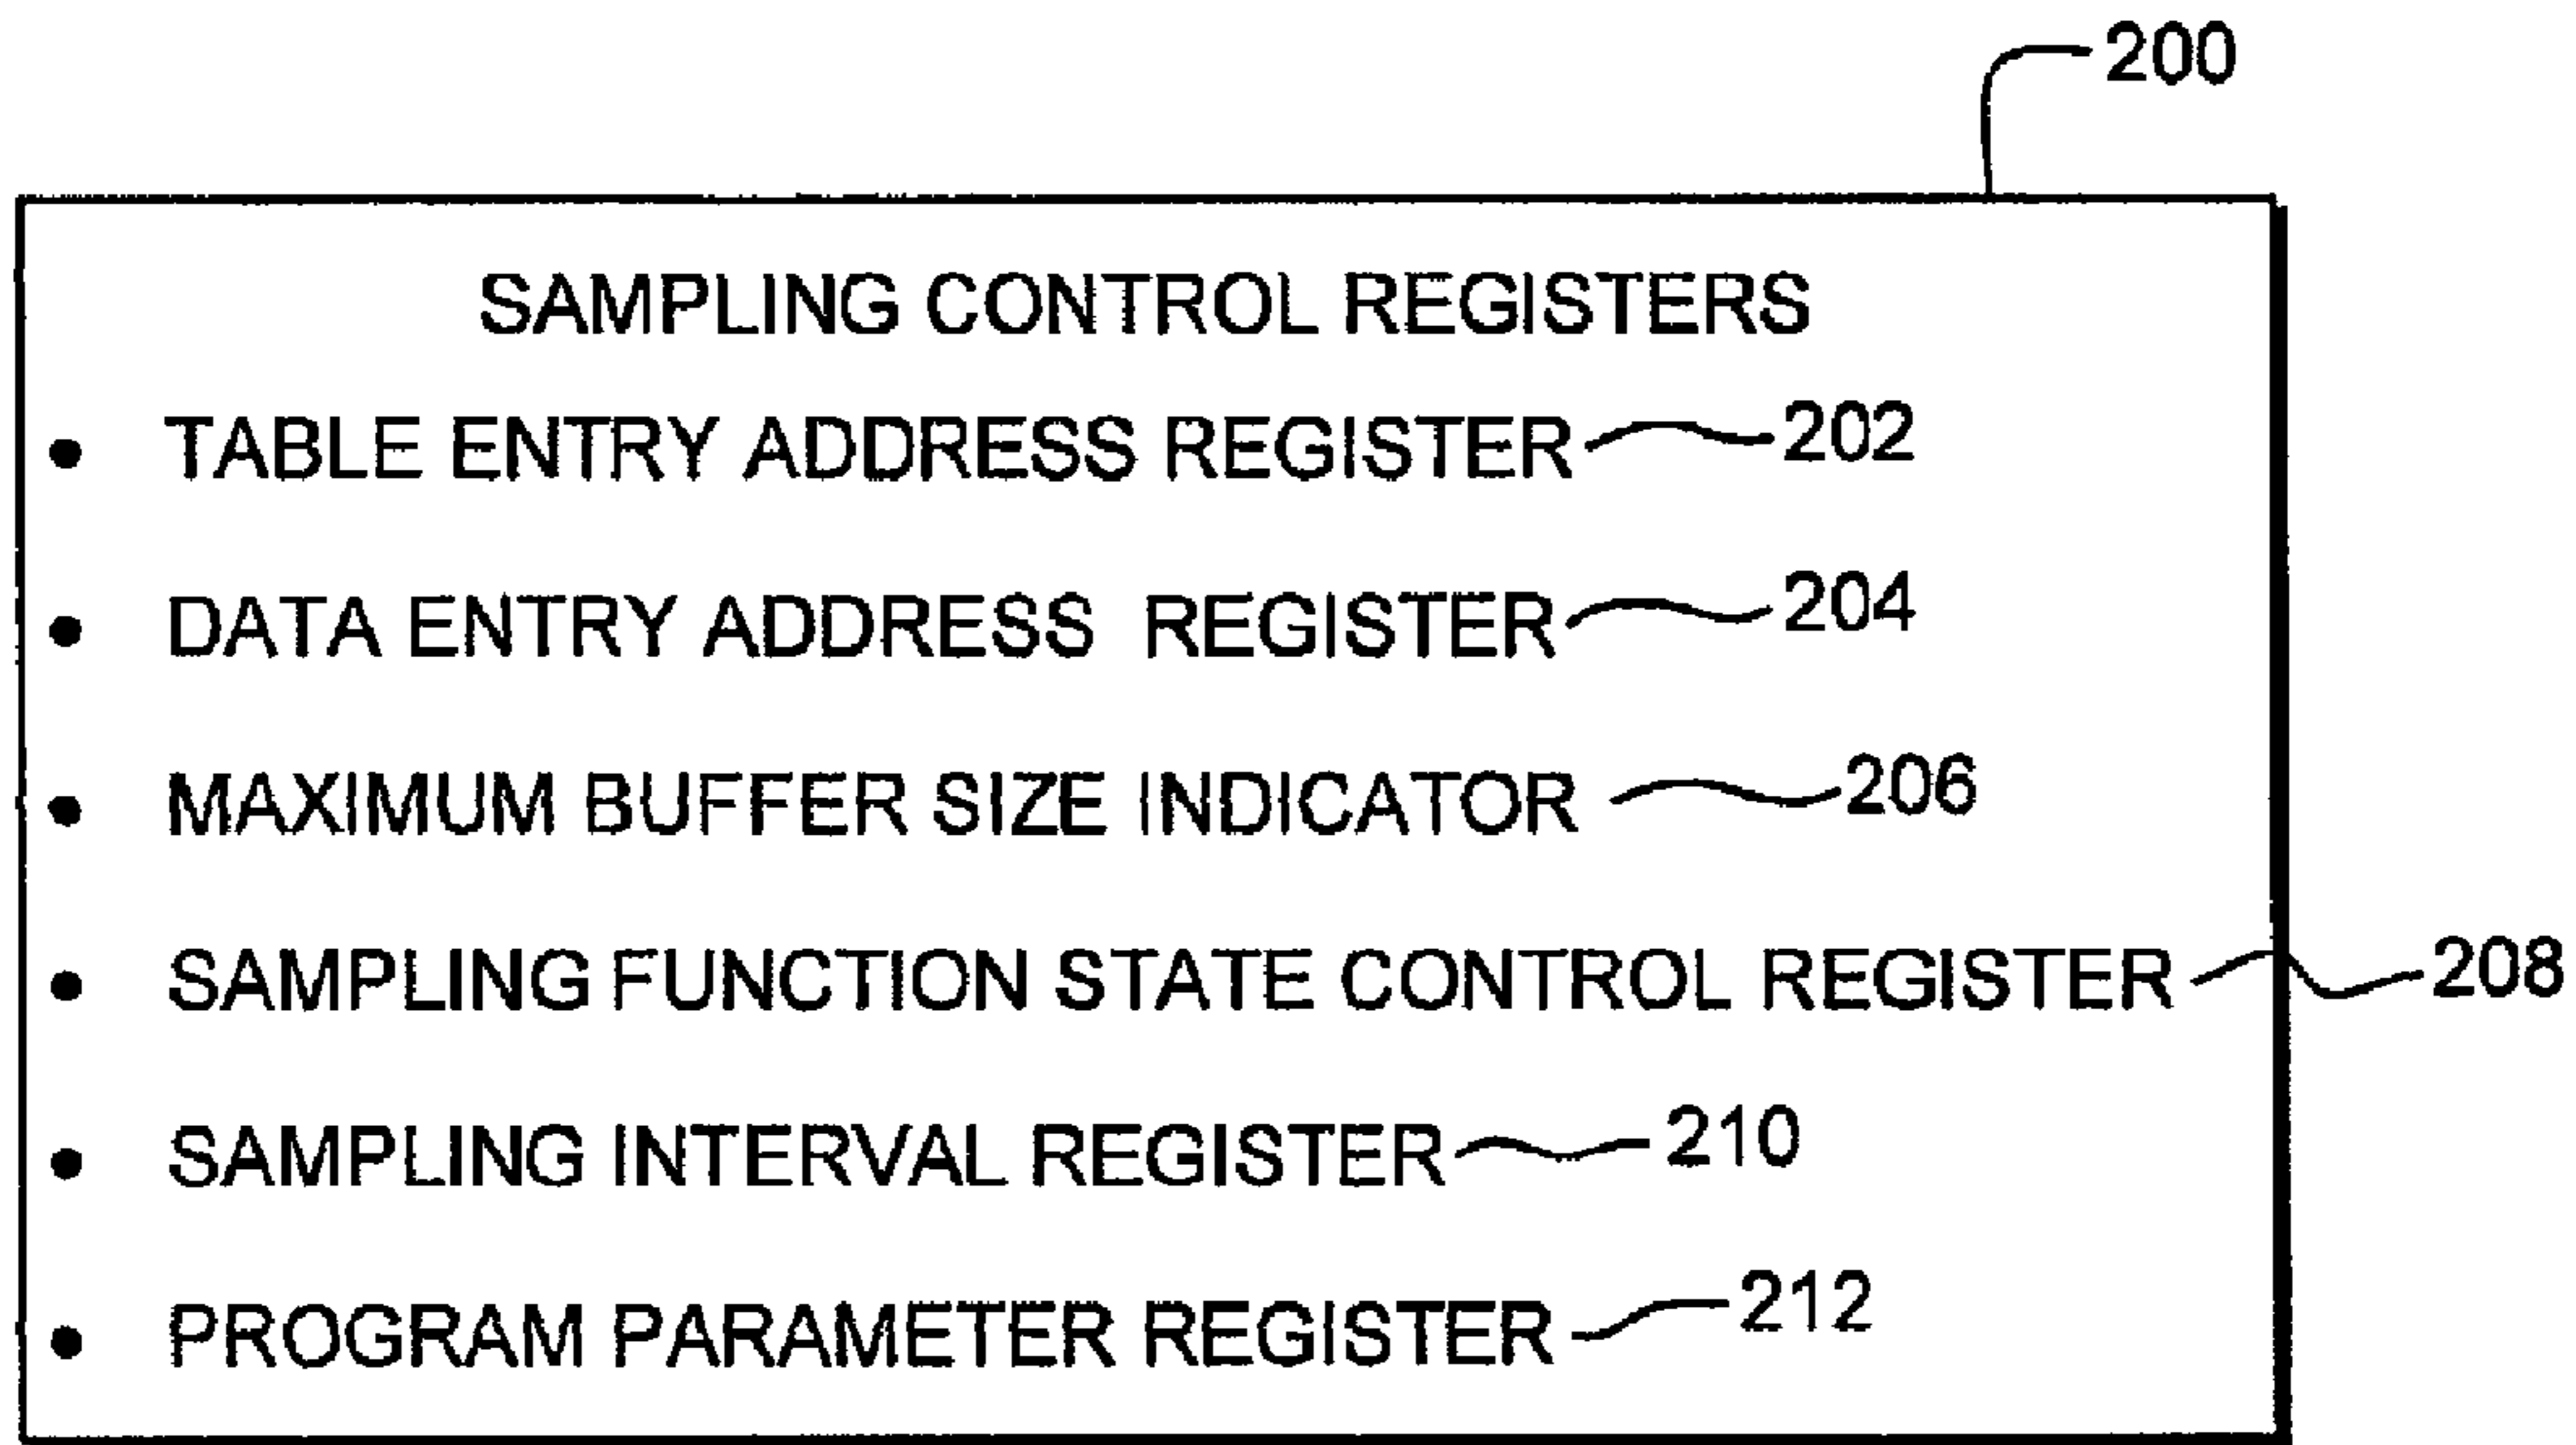 200
SAMPLING CONTROL REGISTERS
• TABLE ENTRY ADDRESS REGISTER 202
• DATA ENTRY ADDRESS REGISTER 204
• MAXIMUM BUFFER SIZE INDICATOR 206
• SAMPLING FUNCTION STATE CONTROL REGISTER 208
• SAMPLING INTERVAL REGISTER 210
• PROGRAM PARAMETER REGISTER 212